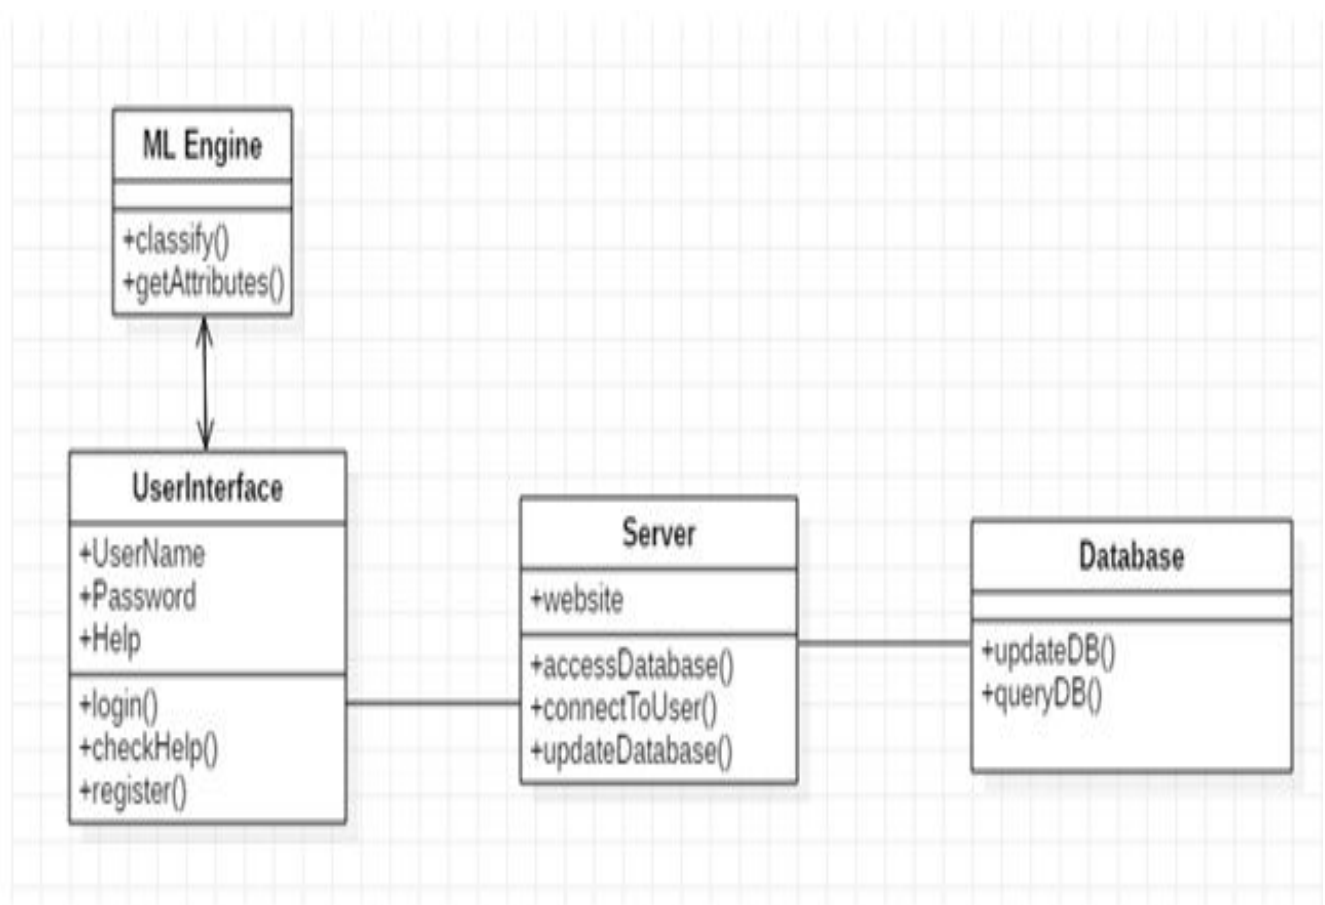 ML Engine
+classify()
+getAttributes()
UserInterface
+UserName
+Password
+Help
+login()
+checkHelp()
+register()
Server
+website
+accessDatabase()
+connectToUser()
+updateDatabase()
Database
+updateDB()
+queryDB()